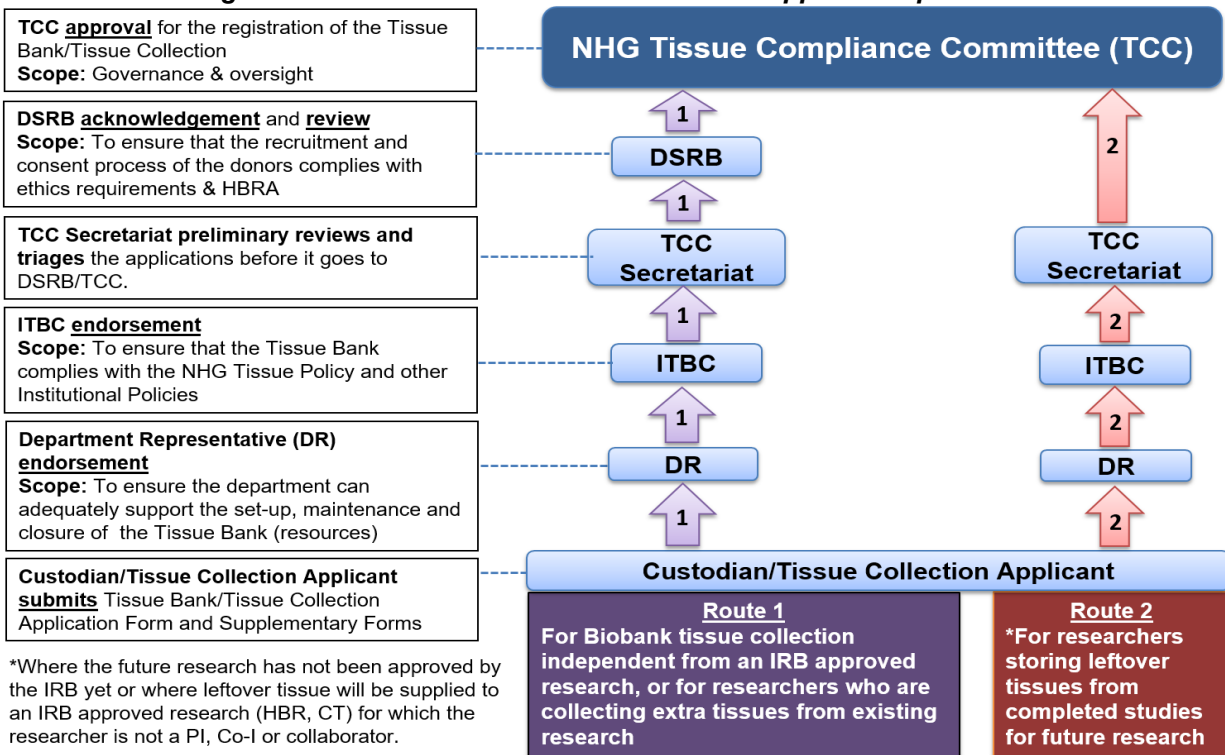 TCC approval for the registration of the Tissue
Bank/Tissue Collection
Scope: Governance & oversight
DSRB acknowledgement and review
Scope: To ensure that the recruitment and
consent process of the donors complies with
ethics requirements & HBRA
TCC Secretariat preliminary reviews and
triages the applications before it goes to
DSRB/TCC.
ITBC endorsement
Scope: To ensure that the Tissue Bank
complies with the NHG Tissue Policy and other
Institutional Policies
Department Representative (DR)
endorsement
Scope: To ensure the department can
adequately support the set-up, maintenance and
closure of the Tissue Bank (resources)
Custodian/Tissue Collection Applicant
submits Tissue Bank/Tissue Collection
Application Form and Supplementary Forms
*Where the future research has not been approved by
the IRB yet or where leftover tissue will be supplied to
an IRB approved research (HBR, CT) for which the
researcher is not a PI, Co-I or collaborator.
NHG Tissue Compliance Committee (TCC)
1
DSRB
1
TCC
Secretariat
1
ITBC
1
DR
1
2
TCC
Secretariat
2
ITBC
2
DR
2
Custodian/Tissue Collection Applicant
Route 1
For Biobank tissue collection
independent from an IRB approved
research, or for researchers who are
collecting extra tissues from existing
research
Route 2
*For researchers
storing leftover
tissues from
completed studies
for future research